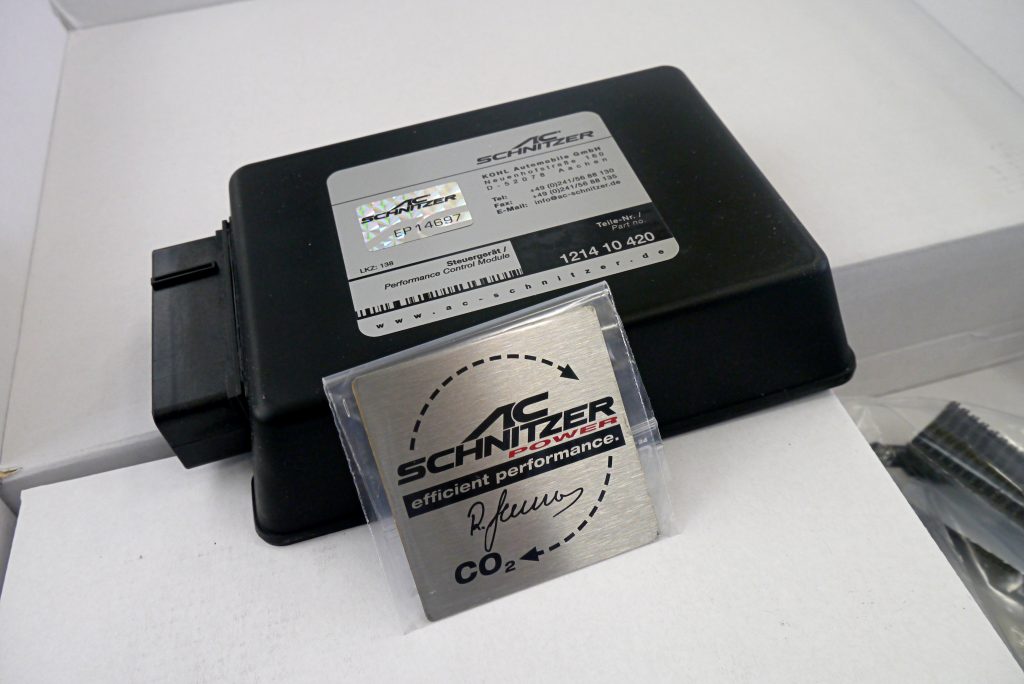 AC
SCHNITZER
KOHL Automobile GmbH
Neuenhofstraße 160
D-52078 Aachen
Tel: +49 (0)241/56 88 130
Fax: +49 (0)241/56 88 135
E-Mail: info@ac-schnitzer.de
AC
SCHNITZER
EP14697
Teile-Nr. /
Part no.
LKZ: 138
Steuergerät /
Performance Control Module
1214 10 420
www.ac-schnitzer.de
AC
SCHNITZER
POWER
efficient performance.
CO₂